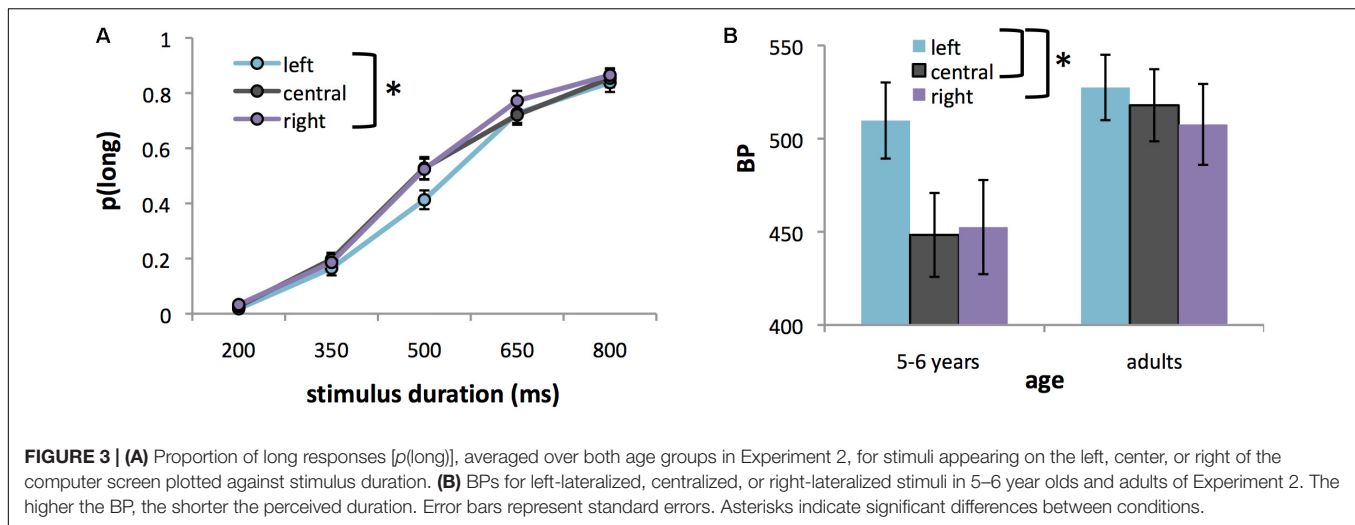 A
1
0.8
0.6
0.4
0.2
0
p(long)
left
central
right
*
200 350 500 650 800
stimulus duration (ms)
B
550
500
450
400
BP
left
central
right
*
5-6 years adults
age
FIGURE 3 | (A) Proportion of long responses [p(long)], averaged over both age groups in Experiment 2, for stimuli appearing on the left, center, or right of the
computer screen plotted against stimulus duration. (B) BPs for left-lateralized, centralized, or right-lateralized stimuli in 5–6 year olds and adults of Experiment 2. The
higher the BP, the shorter the perceived duration. Error bars represent standard errors. Asterisks indicate significant differences between conditions.